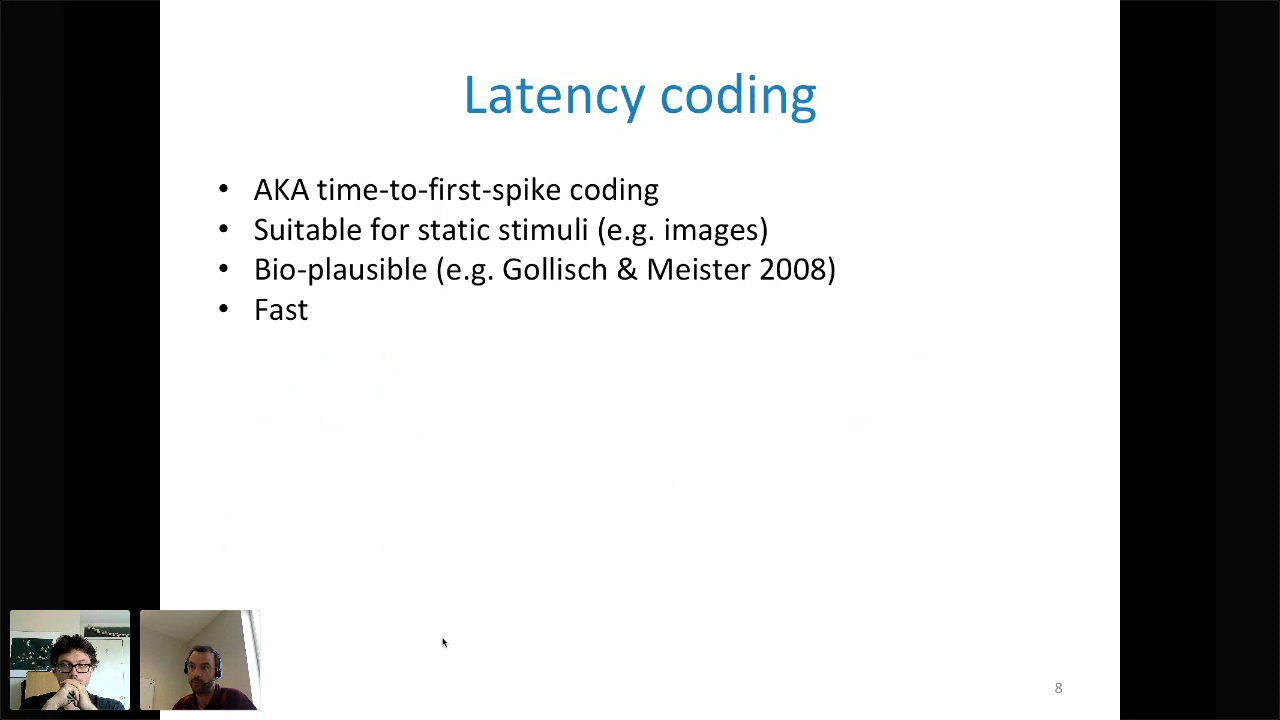 Latency coding
• AKA time-to-first-spike coding
• Suitable for static stimuli (e.g. images)
• Bio-plausible (e.g. Gollisch & Meister 2008)
• Fast
8